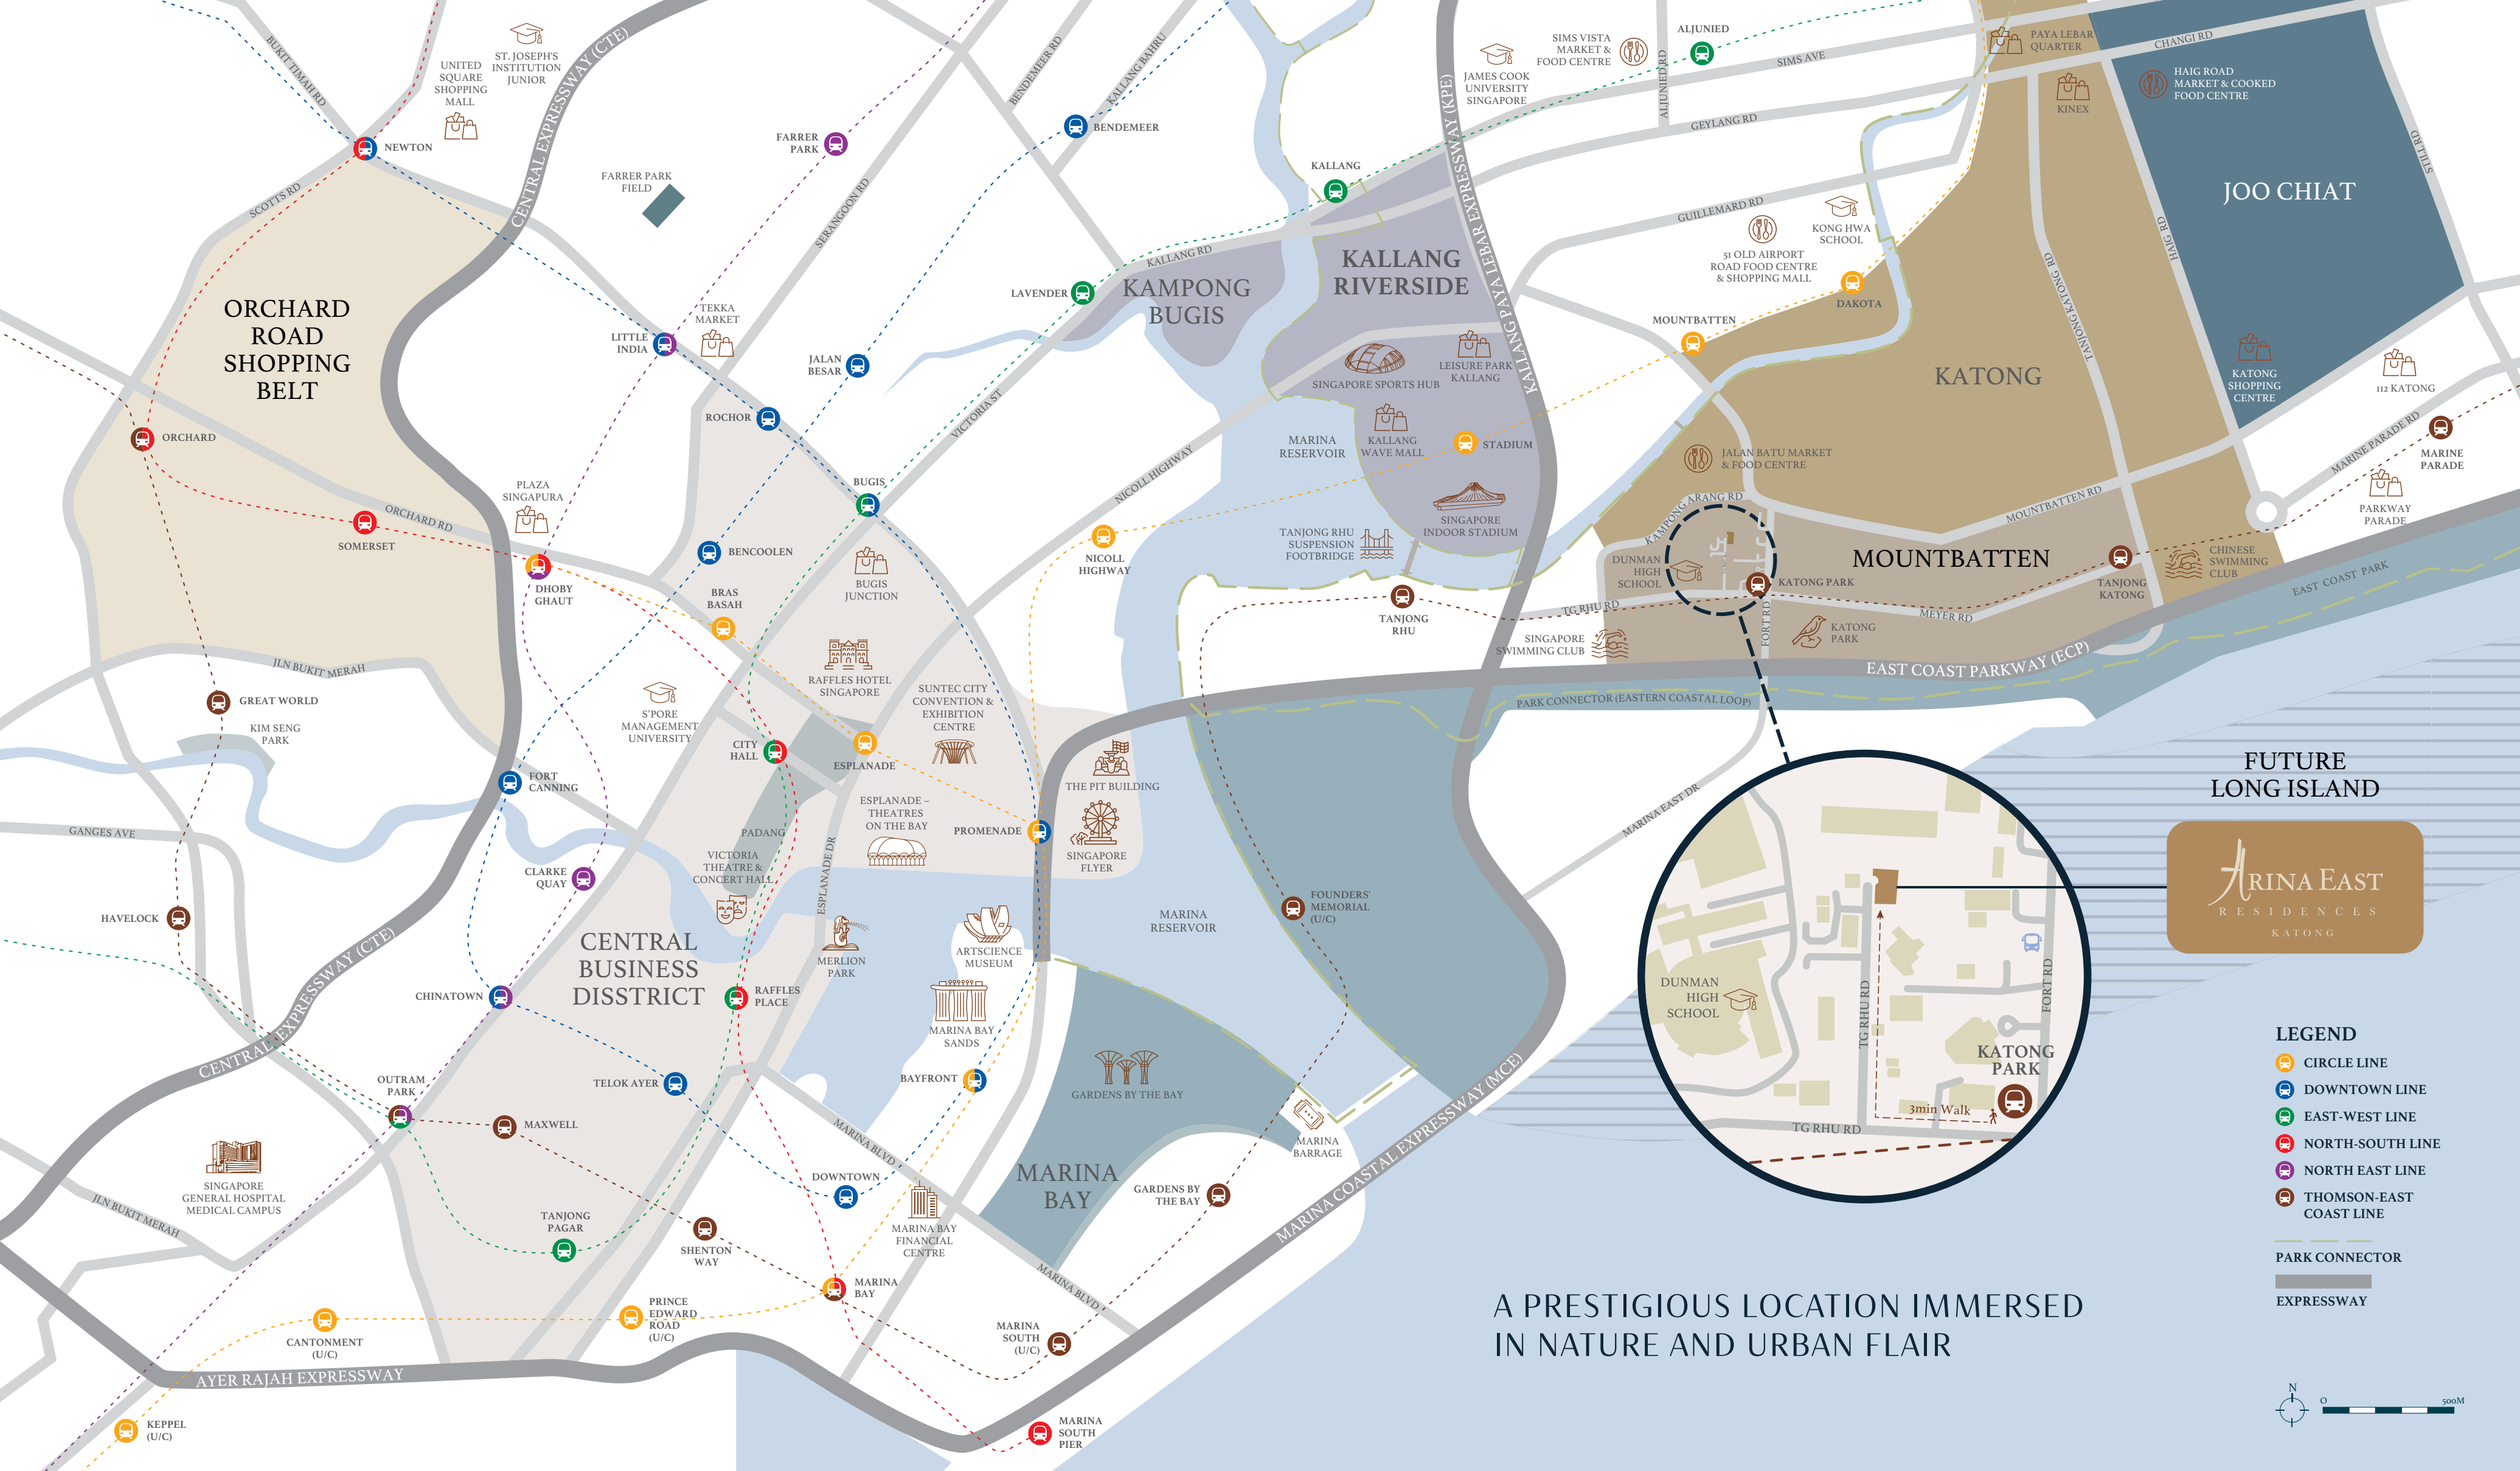 BUKIT TIMAH RD
ST. JOSEPH'S
INSTITUTION
JUNIOR
UNITED
SQUARE
SHOPPING
MALL
CENTRAL EXPRESSWAY (CTE)
NEWTON
SCOTTS RD
FARRER PARK
FIELD
FARRER
PARK
SERANGOON RD
BENDEMEER RD
KALLANG BAHRU
BENDEMEER
ORCHARD
ROAD
SHOPPING
BELT
LITTLE
INDIA
TEKKA
MARKET
JALAN
BESAR
ROCHOR
LAVENDER
KALLANG RD
KAMPONG
BUGIS
VICTORIA ST
ORCHARD
SOMERSET
ORCHARD RD
PLAZA
SINGAPURA
DHOBY
GHAUT
BENCOOLEN
BUGIS
BUGIS
JUNCTION
BRAS
BASAH
NICOLL HIGHWAY
NICOLL
HIGHWAY
JLN BUKIT MERAH
GREAT WORLD
KIM SENG
PARK
RAFFLES HOTEL
SINGAPORE
S'PORE
MANAGEMENT
UNIVERSITY
SUNTEC CITY
CONVENTION &
EXHIBITION
CENTRE
CITY
HALL
ESPLANADE
THE PIT BUILDING
FORT
CANNING
GANGES AVE
ESPLANADE –
THEATRES
ON THE BAY
PADANG
PROMENADE
SINGAPORE
FLYER
VICTORIA
THEATRE &
CONCERT HALL
ESPLANADE DR
CLARKE
QUAY
HAVELOCK
CENTRAL EXPRESSWAY (CTE)
CENTRAL
BUSINESS
DISSTRICT
MERLION
PARK
ARTSCIENCE
MUSEUM
MARINA
RESERVOIR
CHINATOWN
RAFFLES
PLACE
MARINA BAY
SANDS
OUTRAM
PARK
TELOK AYER
BAYFRONT
GARDENS BY THE BAY
MAXWELL
MARINA BLVD
MARINA
BARRAGE
SINGAPORE
GENERAL HOSPITAL
MEDICAL CAMPUS
JLN BUKIT MERAH
DOWNTOWN
MARINA
BAY
GARDENS BY
THE BAY
TANJONG
PAGAR
SHENTON
WAY
MARINA BAY
FINANCIAL
CENTRE
MARINA BLVD
MARINA
BAY
PRINCE
EDWARD
ROAD
(U/C)
CANTONMENT
(U/C)
MARINA
SOUTH
(U/C)
AYER RAJAH EXPRESSWAY
KEPPEL
(U/C)
MARINA
SOUTH
PIER
MARINA COASTAL EXPRESSWAY (MCE)
FOUNDERS'
MEMORIAL
(U/C)
KALLANG
KALLANG PAYA LEBAR EXPRESSWAY (KPE)
JAMES COOK
UNIVERSITY
SINGAPORE
SIMS VISTA
MARKET &
FOOD CENTRE
ALJUNIED
ALJUNIED RD
SIMS AVE
GEYLANG RD
GUILLEMARD RD
KALLANG
RIVERSIDE
SINGAPORE SPORTS HUB
LEISURE PARK
KALLANG
KALLANG
WAVE MALL
MARINA
RESERVOIR
STADIUM
SINGAPORE
INDOOR STADIUM
TANJONG RHU
SUSPENSION
FOOTBRIDGE
TANJONG
RHU
51 OLD AIRPORT
ROAD FOOD CENTRE
& SHOPPING MALL
KONG HWA
SCHOOL
DAKOTA
MOUNTBATTEN
PAYA LEBAR
QUARTER
KINEX
CHANGI RD
HAIG ROAD
MARKET & COOKED
FOOD CENTRE
STILL RD
JOO CHIAT
HAIG RD
TANJONG KATONG RD
KATONG
KATONG
SHOPPING
CENTRE
112 KATONG
MARINE PARADE RD
MARINE
PARADE
PARKWAY
PARADE
JALAN BATU MARKET
& FOOD CENTRE
KAMPONG ARANG RD
MOUNTBATTEN RD
DUNMAN
HIGH
SCHOOL
KATONG PARK
MOUNTBATTEN
TANJONG
KATONG
CHINESE
SWIMMING
CLUB
EAST COAST PARK
TG RHU RD
FORT RD
MEYER RD
KATONG
PARK
SINGAPORE
SWIMMING CLUB
EAST COAST PARKWAY (ECP)
PARK CONNECTOR (EASTERN COASTAL LOOP)
MARINA EAST DR
FUTURE
LONG ISLAND
ARINA EAST
RESIDENCES
KATONG
DUNMAN
HIGH
SCHOOL
TG RHU RD
FORT RD
KATONG
PARK
3min Walk
TG RHU RD
LEGEND
CIRCLE LINE
DOWNTOWN LINE
EAST-WEST LINE
NORTH-SOUTH LINE
NORTH EAST LINE
THOMSON-EAST
COAST LINE
PARK CONNECTOR
EXPRESSWAY
A PRESTIGIOUS LOCATION IMMERSED
IN NATURE AND URBAN FLAIR
N
0
500M